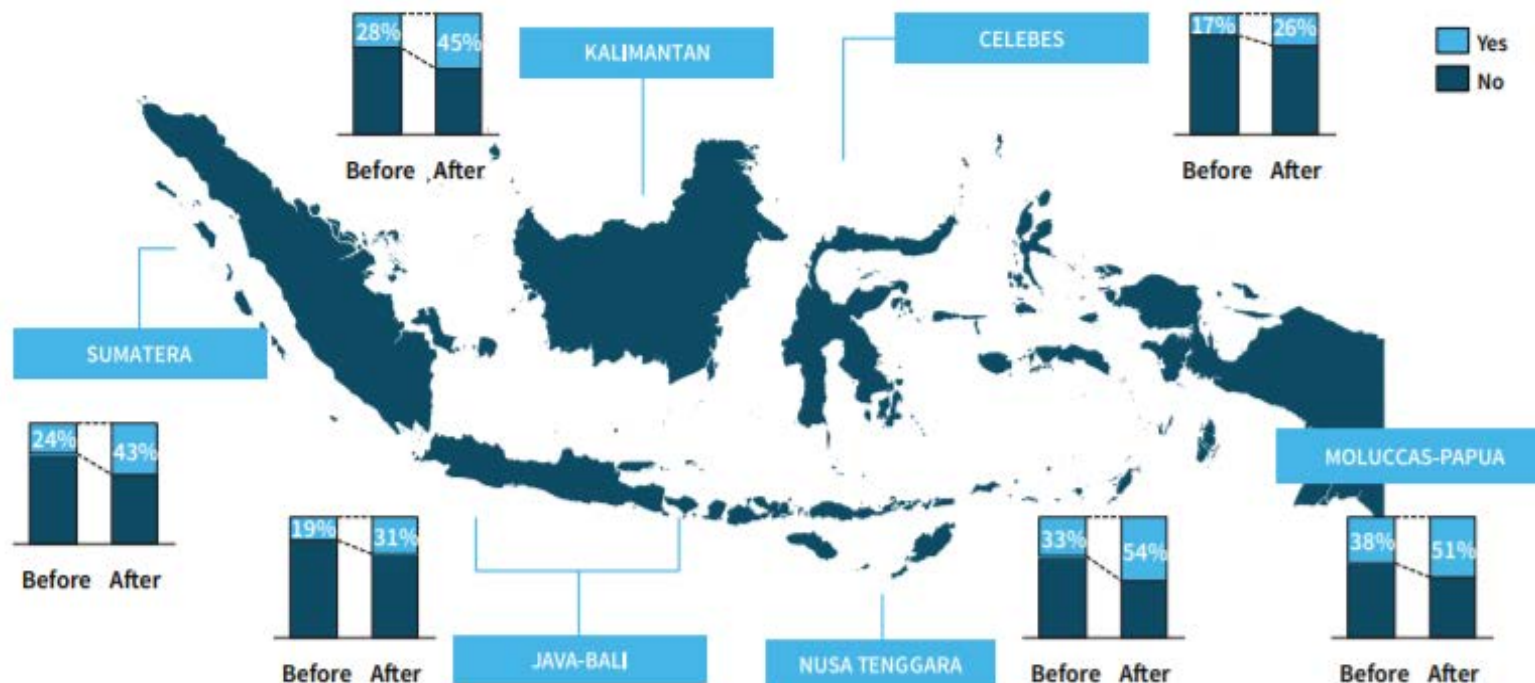 28% 45%
Before After
KALIMANTAN
CELEBES
17% 26%
Before After
Yes
No
SUMATERA
24% 43%
Before After
19% 31%
Before After
JAVA-BALI
NUSA TENGGARA
33% 54%
Before After
MOLUCCAS-PAPUA
38% 51%
Before After